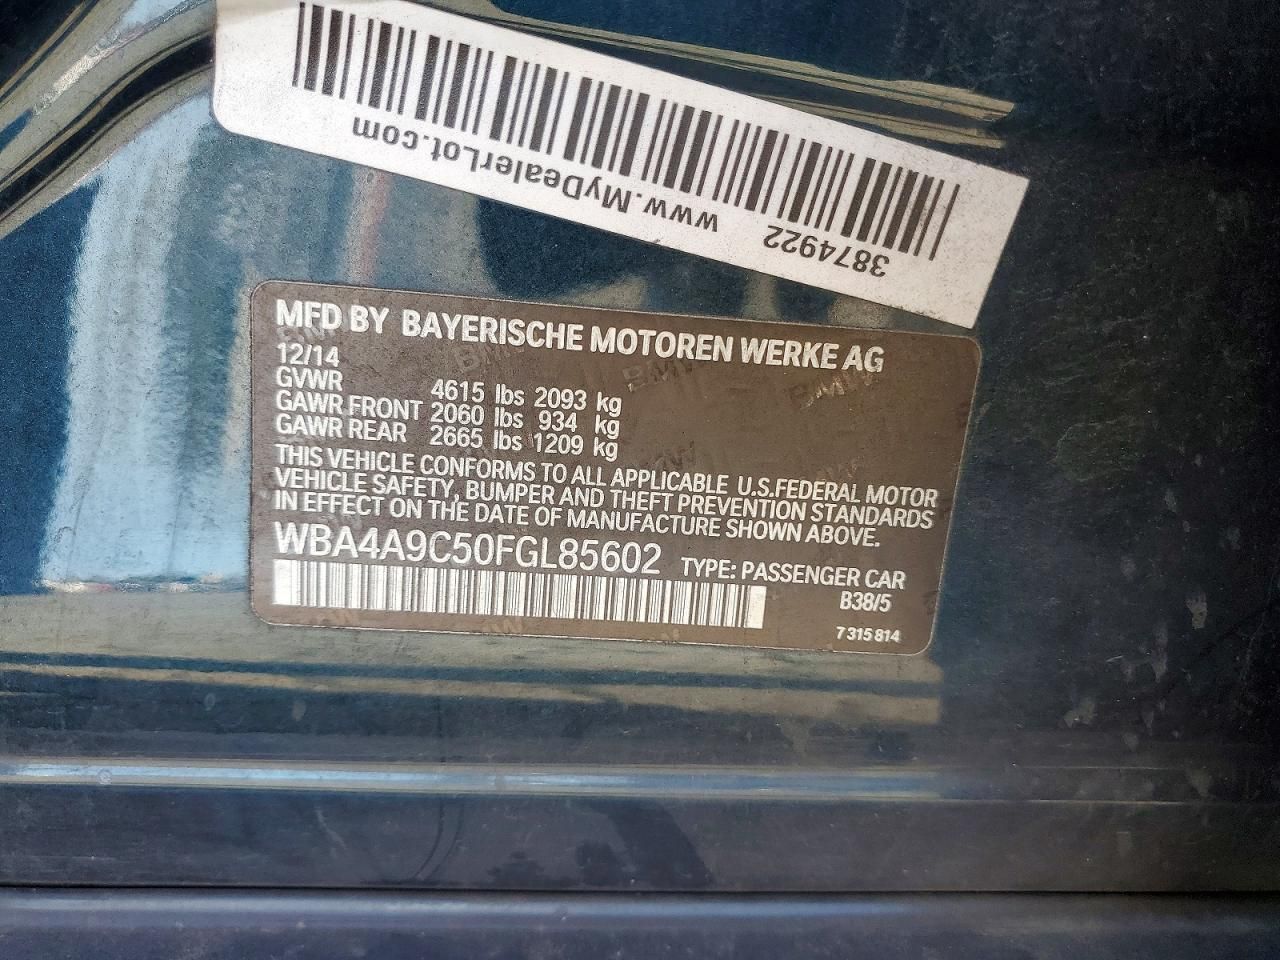 www.MyDealerLot.com
3874922
MFD BY BAYERISCHE MOTOREN WERKE AG
12/14
GVWR 4615 lbs 2093 kg
GAWR FRONT 2060 lbs 934 kg
GAWR REAR 2665 lbs 1209 kg
THIS VEHICLE CONFORMS TO ALL APPLICABLE U.S.FEDERAL MOTOR
VEHICLE SAFETY, BUMPER AND THEFT PREVENTION STANDARDS
IN EFFECT ON THE DATE OF MANUFACTURE SHOWN ABOVE.
WBA4A9C50FGL85602 TYPE: PASSENGER CAR
B38/5
7 315 814